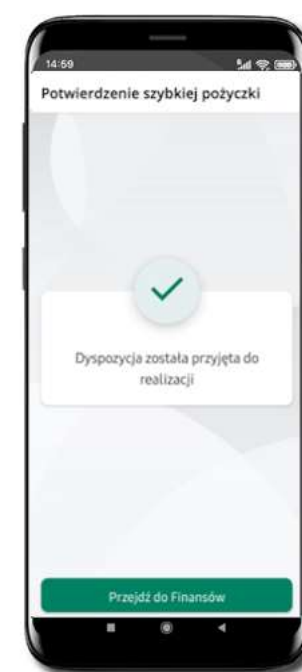 14:59
Potwierdzenie szybkiej pożyczki
Dyspozycja została przyjęta do
realizacji
Przejdź do Finansów